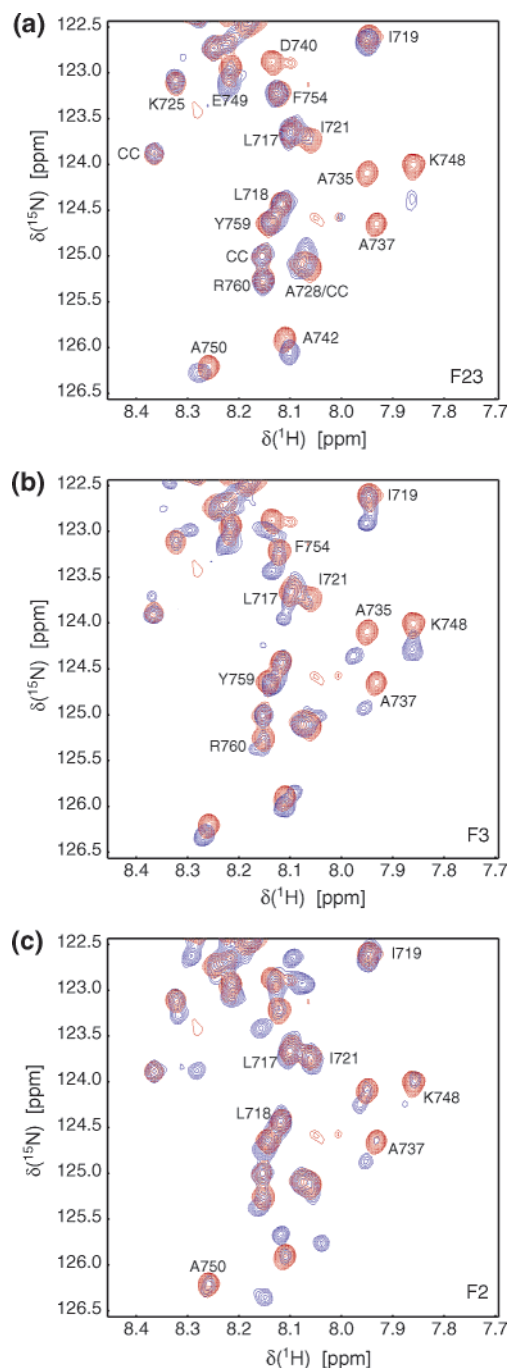 (a)
122.5
I719
D740
123.0
K725
E749
F754
123.5
L717
I721
CC
124.0
A735
K748
L718
124.5
Y759
A737
CC
125.0
R760
A728/CC
125.5
126.0
A750
A742
126.5
F23
8.4 8.3 8.2 8.1 8.0 7.9 7.8 7.7
δ(¹H) [ppm]
δ(¹⁵N) [ppm]
(b)
122.5
I719
123.0
F754
123.5
L717
I721
124.0
A735
K748
124.5
Y759
A737
125.0
R760
125.5
126.0
126.5
F3
8.4 8.3 8.2 8.1 8.0 7.9 7.8 7.7
δ(¹H) [ppm]
δ(¹⁵N) [ppm]
(c)
122.5
I719
123.0
123.5
L717
I721
124.0
K748
L718
124.5
A737
125.0
125.5
126.0
A750
126.5
F2
8.4 8.3 8.2 8.1 8.0 7.9 7.8 7.7
δ(¹H) [ppm]
δ(¹⁵N) [ppm]